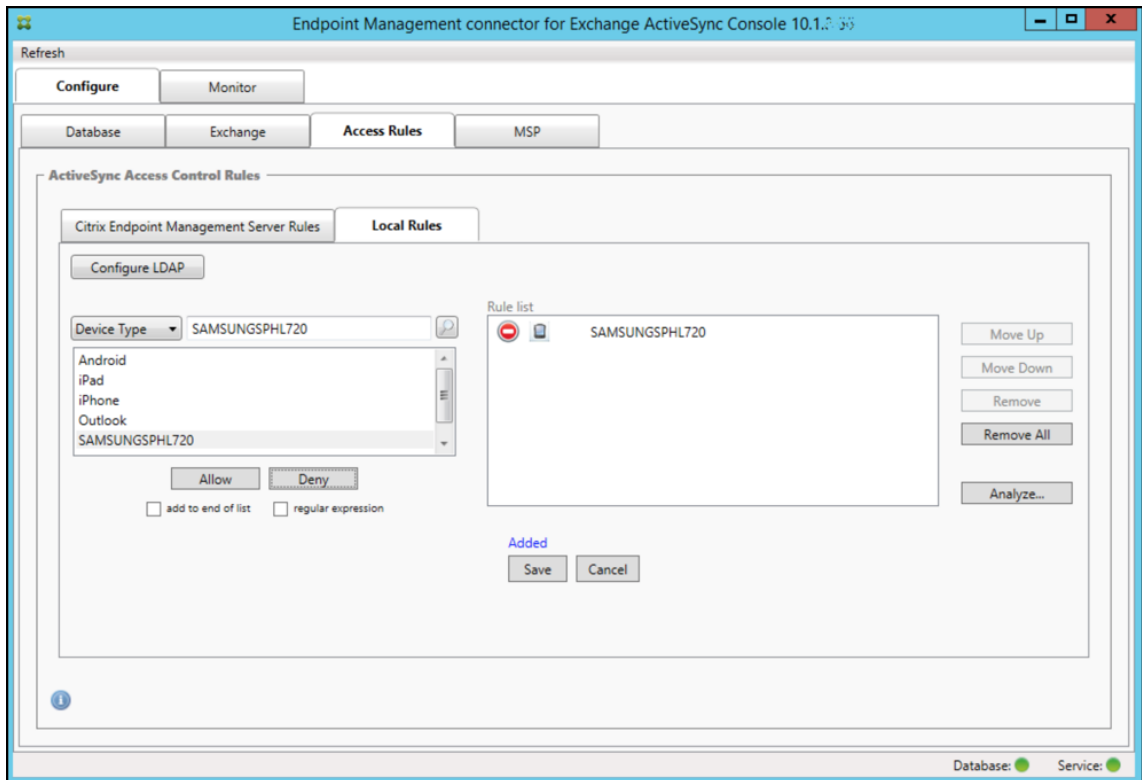 Endpoint Management connector for Exchange ActiveSync Console 10.1.
Refresh
Configure Monitor
Database Exchange Access Rules MSP
ActiveSync Access Control Rules
Citrix Endpoint Management Server Rules Local Rules
Configure LDAP
Rule list
Device Type SAMSUNGSPHL720
SAMSUNGSPHL720
Move Up
Android
iPad
Move Down
iPhone
Remove
Outlook
SAMSUNGSPHL720
Remove All
Allow Deny
Analyze...
add to end of list regular expression
Added
Save Cancel
Database: Service: